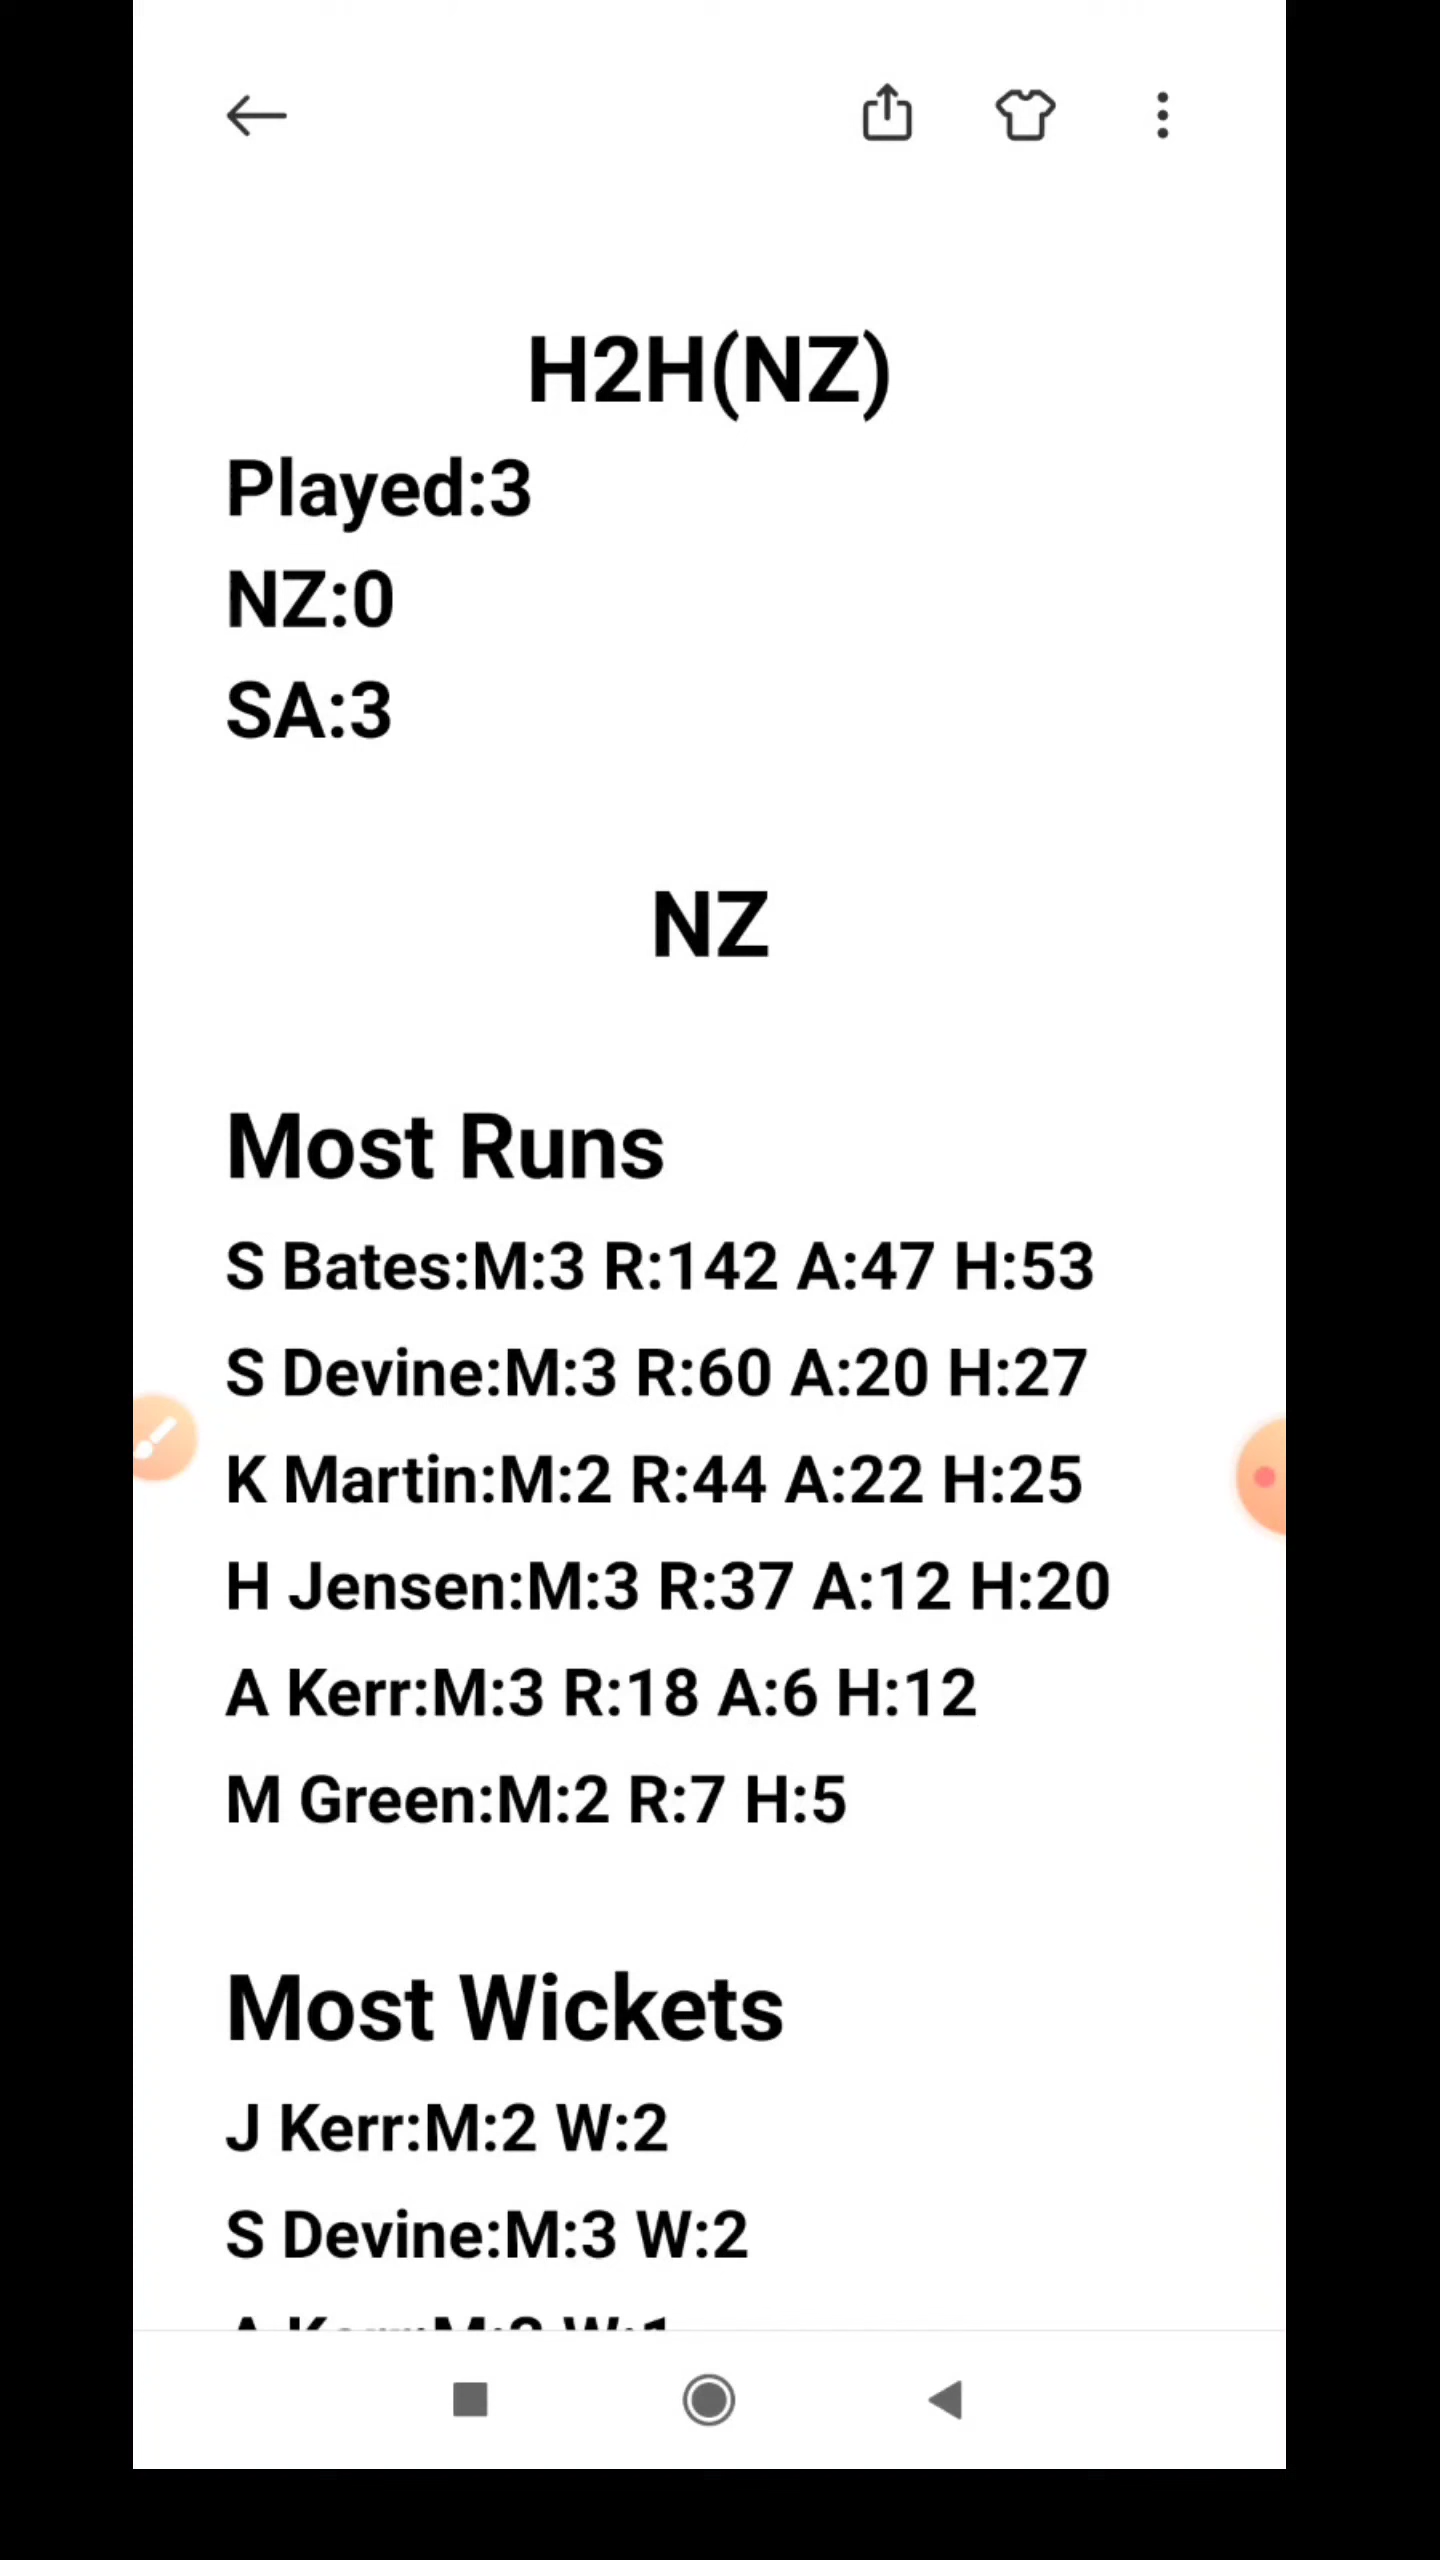 H2H(NZ)
Played:3
NZ:0
SA:3
NZ
Most Runs
S Bates:M:3 R:142 A:47 H:53
S Devine:M:3 R:60 A:20 H:27
K Martin:M:2 R:44 A:22 H:25
H Jensen:M:3 R:37 A:12 H:20
A Kerr:M:3 R:18 A:6 H:12
M Green:M:2 R:7 H:5
Most Wickets
J Kerr:M:2 W:2
S Devine:M:3 W:2